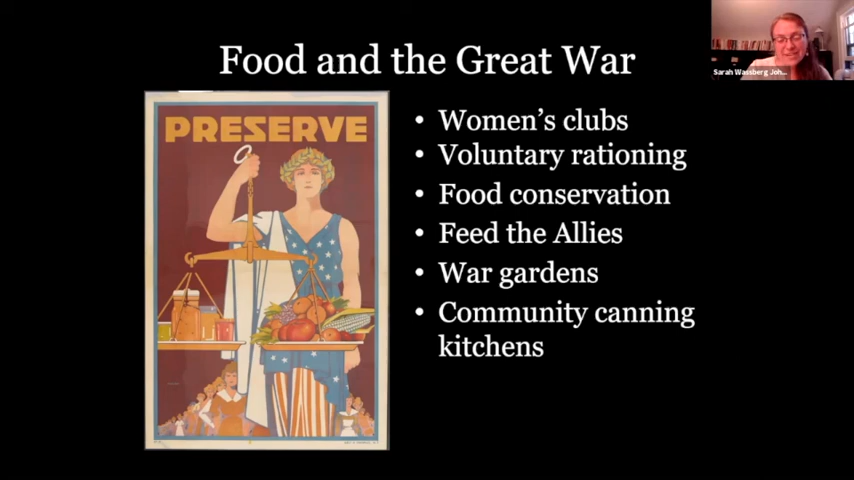 Food and the Great War
Sarah Wassberg Joh...
PRESERVE
• Women's clubs
• Voluntary rationing
• Food conservation
• Feed the Allies
• War gardens
• Community canning
kitchens